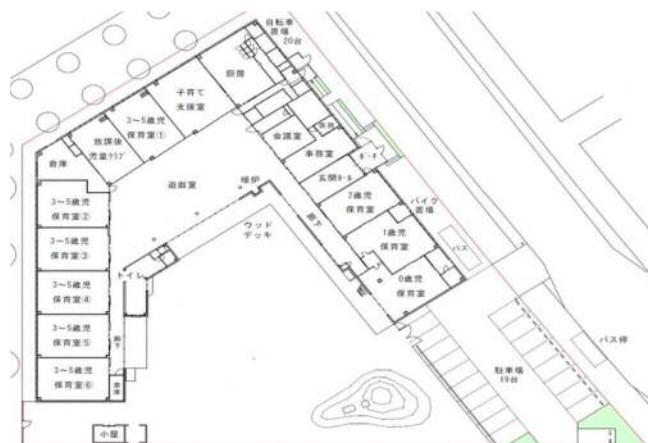 自転車
置場
20台
厨房
子育て
支援室
3～5歳児
保育室①
放課後
児童クラブ
倉庫
会議室
事務室
ポーチ
玄関ホール
遊戯室
暖炉
2歳児
保育室
バイク
置場
廊下
ウッド
デッキ
1歳児
保育室
バス
0歳児
保育室
3～5歳児
保育室②
3～5歳児
保育室③
トイレ
3～5歳児
保育室④
3～5歳児
保育室⑤
廊下
3～5歳児
保育室⑥
倉庫
小屋
バス停
駐車場
19台